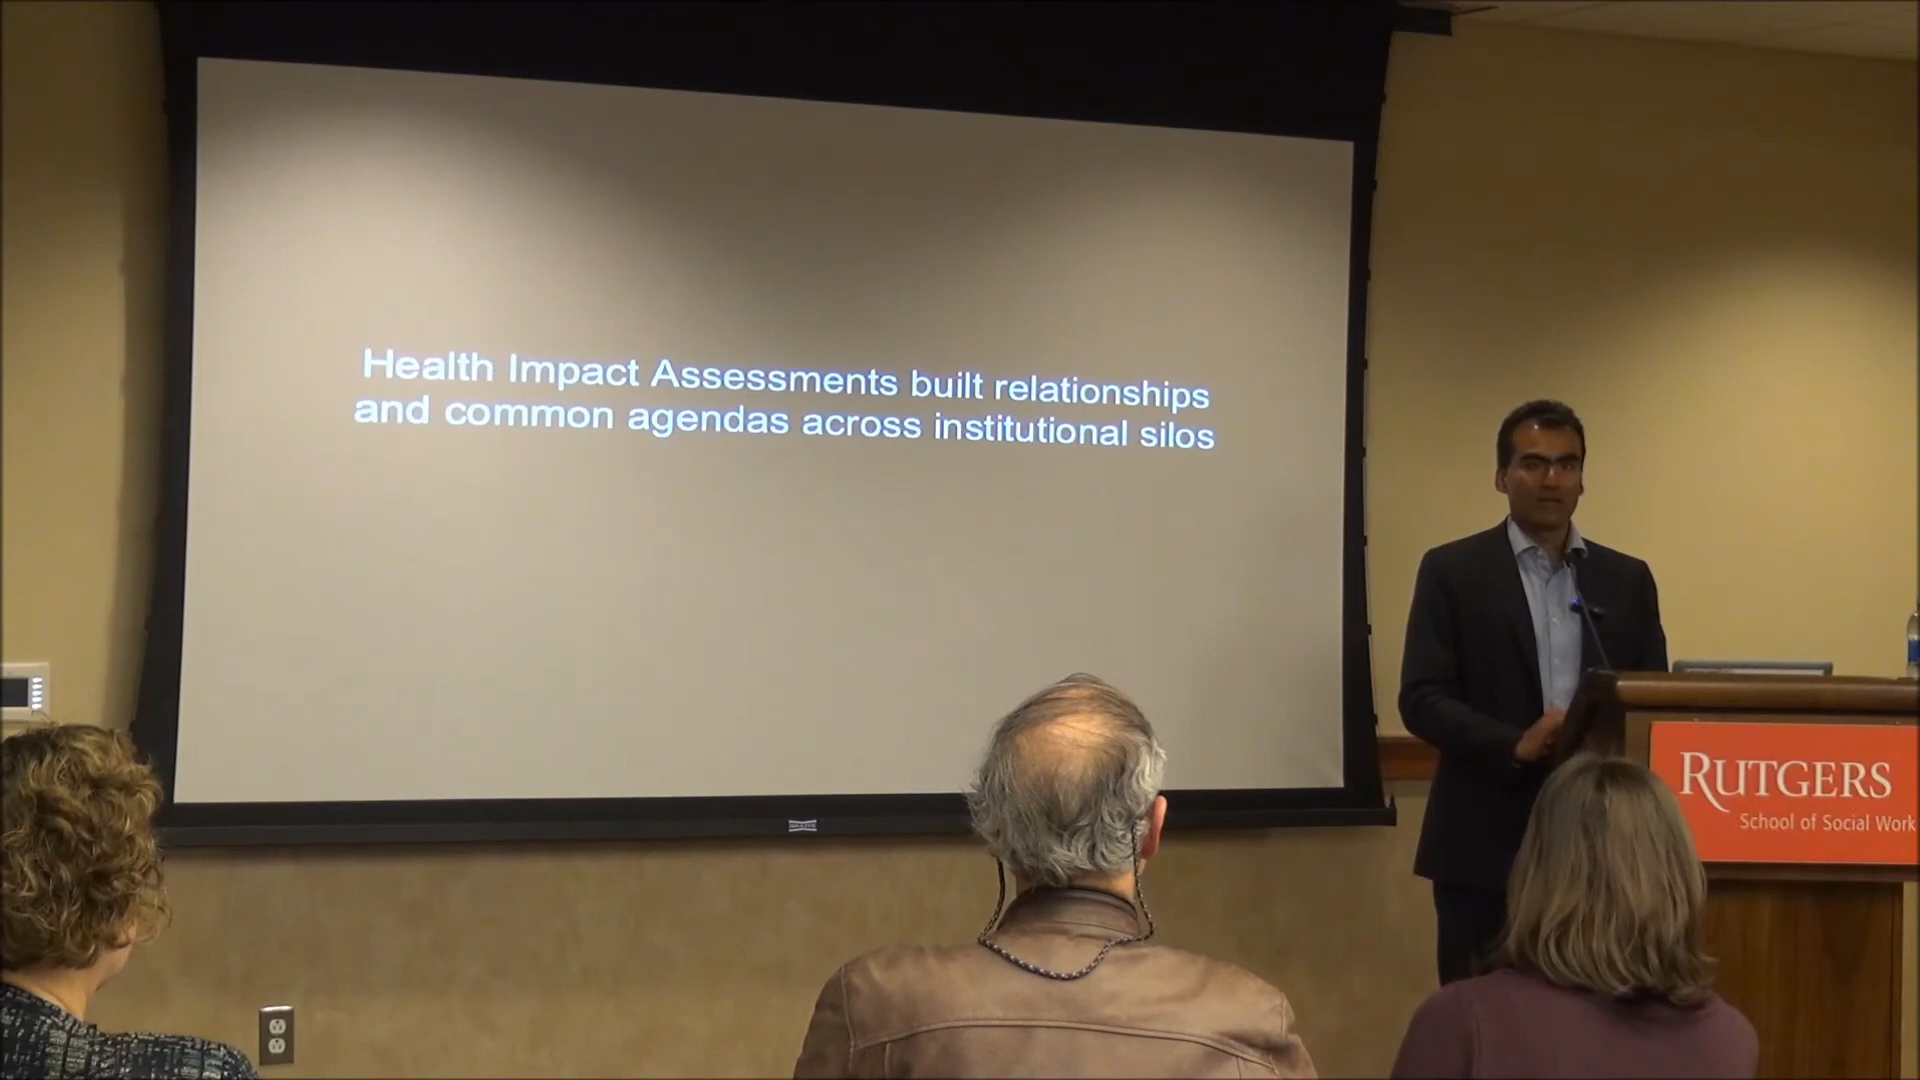 Health Impact Assessments built relationships
and common agendas across institutional silos
RUTGERS
School of Social Work